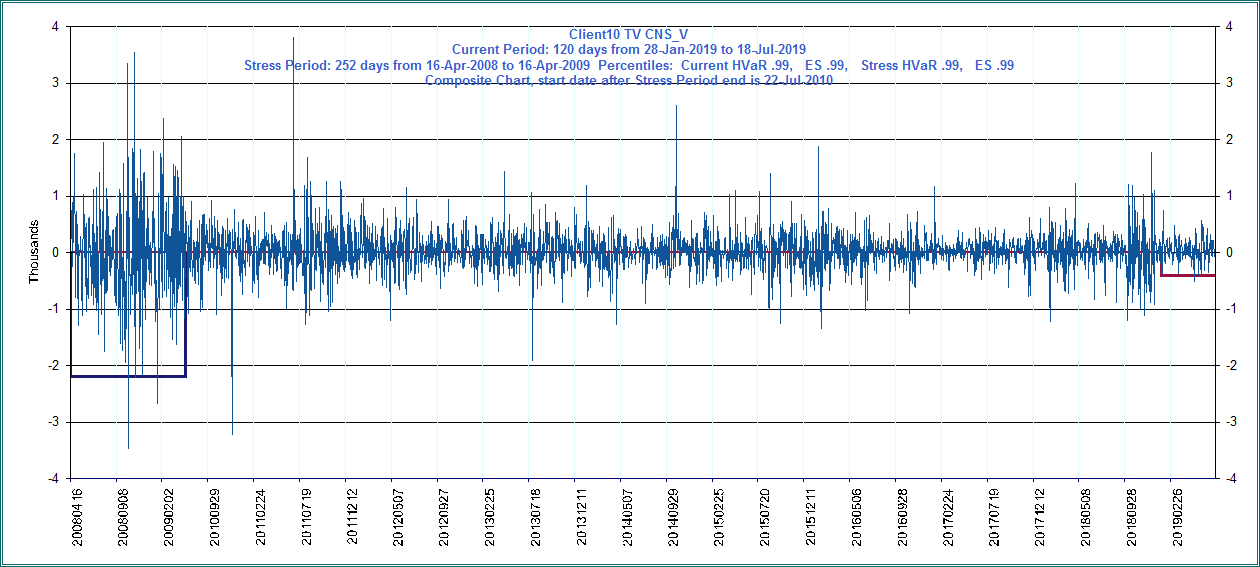 Client10 TV CNS_V
Current Period: 120 days from 28-Jan-2019 to 18-Jul-2019
Stress Period: 252 days from 16-Apr-2008 to 16-Apr-2009 Percentiles: Current HVaR .99, ES .99, Stress HVaR .99, ES .99
Composite Chart, start date after Stress Period end is 22-Jul-2010
4 4
3 3
2 2
1 1
0 0
-1 -1
-2 -2
-3 -3
-4 -4
Thousands
20080416 20080908 20090202 20100929 20110224 20110719 20111212 20120507 20120927 20130225 20130718 20131211 20140507 20140929 20150225 20150720 20151211 20160506 20160928 20170224 20170719 20171212 20180508 20180928 20190226